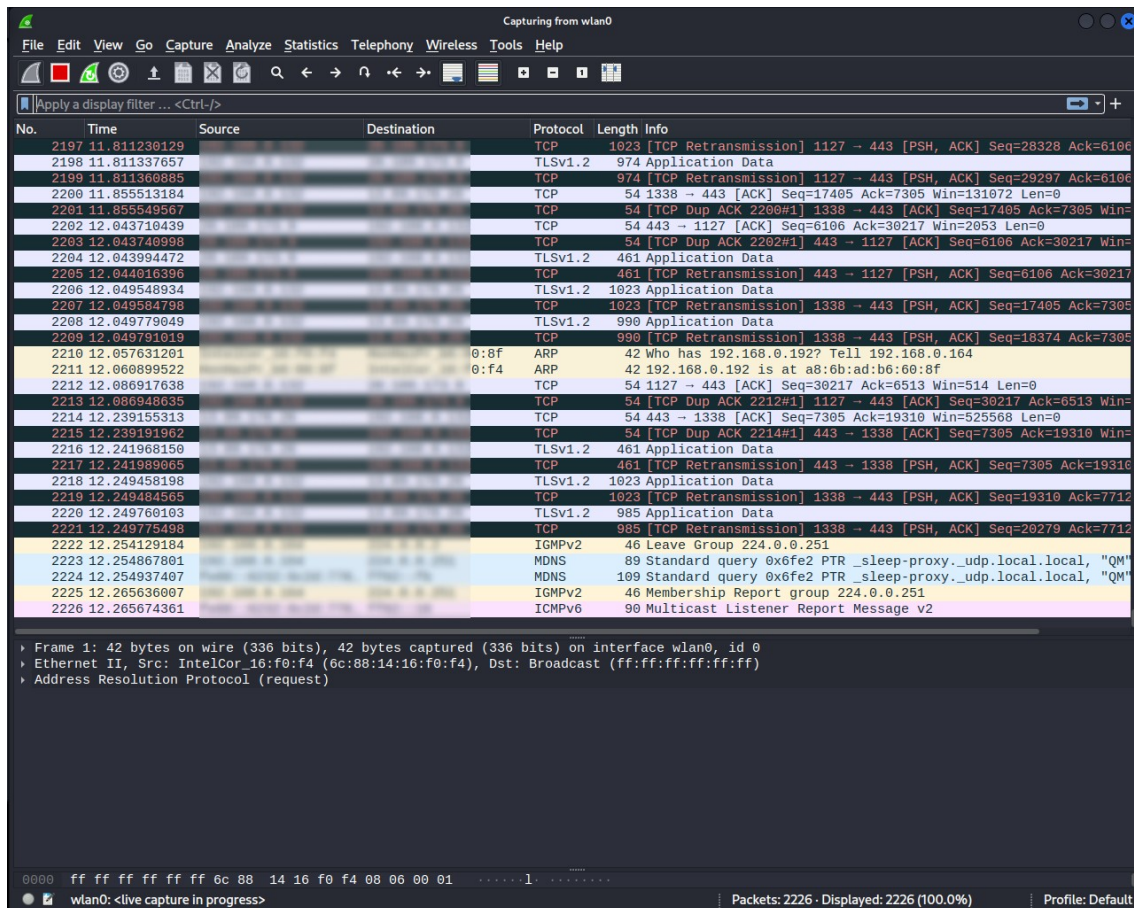 Capturing from wlan0
File Edit View Go Capture Analyze Statistics Telephony Wireless Tools Help
Apply a display filter ... <Ctrl-/>
No. Time Source Destination Protocol Length Info
2197 11.811230129 TCP 1023 [TCP Retransmission] 1127 → 443 [PSH, ACK] Seq=28328 Ack=6106
2198 11.811337657 TLSv1.2 974 Application Data
2199 11.811360885 TCP 974 [TCP Retransmission] 1127 → 443 [PSH, ACK] Seq=29297 Ack=6106
2200 11.855513184 TCP 54 1338 → 443 [ACK] Seq=17405 Ack=7305 Win=131072 Len=0
2201 11.855549567 TCP 54 [TCP Dup ACK 2200#1] 1338 → 443 [ACK] Seq=17405 Ack=7305 Win=
2202 12.043710439 TCP 54 443 → 1127 [ACK] Seq=6106 Ack=30217 Win=2053 Len=0
2203 12.043740998 TCP 54 [TCP Dup ACK 2202#1] 443 → 1127 [ACK] Seq=6106 Ack=30217 Win=
2204 12.043994472 TLSv1.2 461 Application Data
2205 12.044016396 TCP 461 [TCP Retransmission] 443 → 1127 [PSH, ACK] Seq=6106 Ack=30217
2206 12.049548934 TLSv1.2 1023 Application Data
2207 12.049584798 TCP 1023 [TCP Retransmission] 1338 → 443 [PSH, ACK] Seq=17405 Ack=7305
2208 12.049779049 TLSv1.2 990 Application Data
2209 12.049791019 TCP 990 [TCP Retransmission] 1338 → 443 [PSH, ACK] Seq=18374 Ack=7305
2210 12.057631201 0:8f ARP 42 Who has 192.168.0.192? Tell 192.168.0.164
2211 12.060899522 0:f4 ARP 42 192.168.0.192 is at a8:6b:ad:b6:60:8f
2212 12.086917638 TCP 54 1127 → 443 [ACK] Seq=30217 Ack=6513 Win=514 Len=0
2213 12.086948635 TCP 54 [TCP Dup ACK 2212#1] 1127 → 443 [ACK] Seq=30217 Ack=6513 Win=
2214 12.239155313 TCP 54 443 → 1338 [ACK] Seq=7305 Ack=19310 Win=525568 Len=0
2215 12.239191962 TCP 54 [TCP Dup ACK 2214#1] 443 → 1338 [ACK] Seq=7305 Ack=19310 Win=
2216 12.241968150 TLSv1.2 461 Application Data
2217 12.241989065 TCP 461 [TCP Retransmission] 443 → 1338 [PSH, ACK] Seq=7305 Ack=19310
2218 12.249458198 TLSv1.2 1023 Application Data
2219 12.249484565 TCP 1023 [TCP Retransmission] 1338 → 443 [PSH, ACK] Seq=19310 Ack=7712
2220 12.249760103 TLSv1.2 985 Application Data
2221 12.249775498 TCP 985 [TCP Retransmission] 1338 → 443 [PSH, ACK] Seq=20279 Ack=7712
2222 12.254129184 IGMPv2 46 Leave Group 224.0.0.251
2223 12.254867801 MDNS 89 Standard query 0x6fe2 PTR _sleep-proxy._udp.local.local, "QM"
2224 12.254937407 MDNS 109 Standard query 0x6fe2 PTR _sleep-proxy._udp.local.local, "QM"
2225 12.265636007 IGMPv2 46 Membership Report group 224.0.0.251
2226 12.265674361 ICMPv6 90 Multicast Listener Report Message v2
Frame 1: 42 bytes on wire (336 bits), 42 bytes captured (336 bits) on interface wlan0, id 0
Ethernet II, Src: IntelCor_16:f0:f4 (6c:88:14:16:f0:f4), Dst: Broadcast (ff:ff:ff:ff:ff:ff)
Address Resolution Protocol (request)
0000 ff ff ff ff ff ff 6c 88 14 16 f0 f4 08 06 00 01 ······l· ········
wlan0: <live capture in progress> Packets: 2226 · Displayed: 2226 (100.0%) Profile: Default